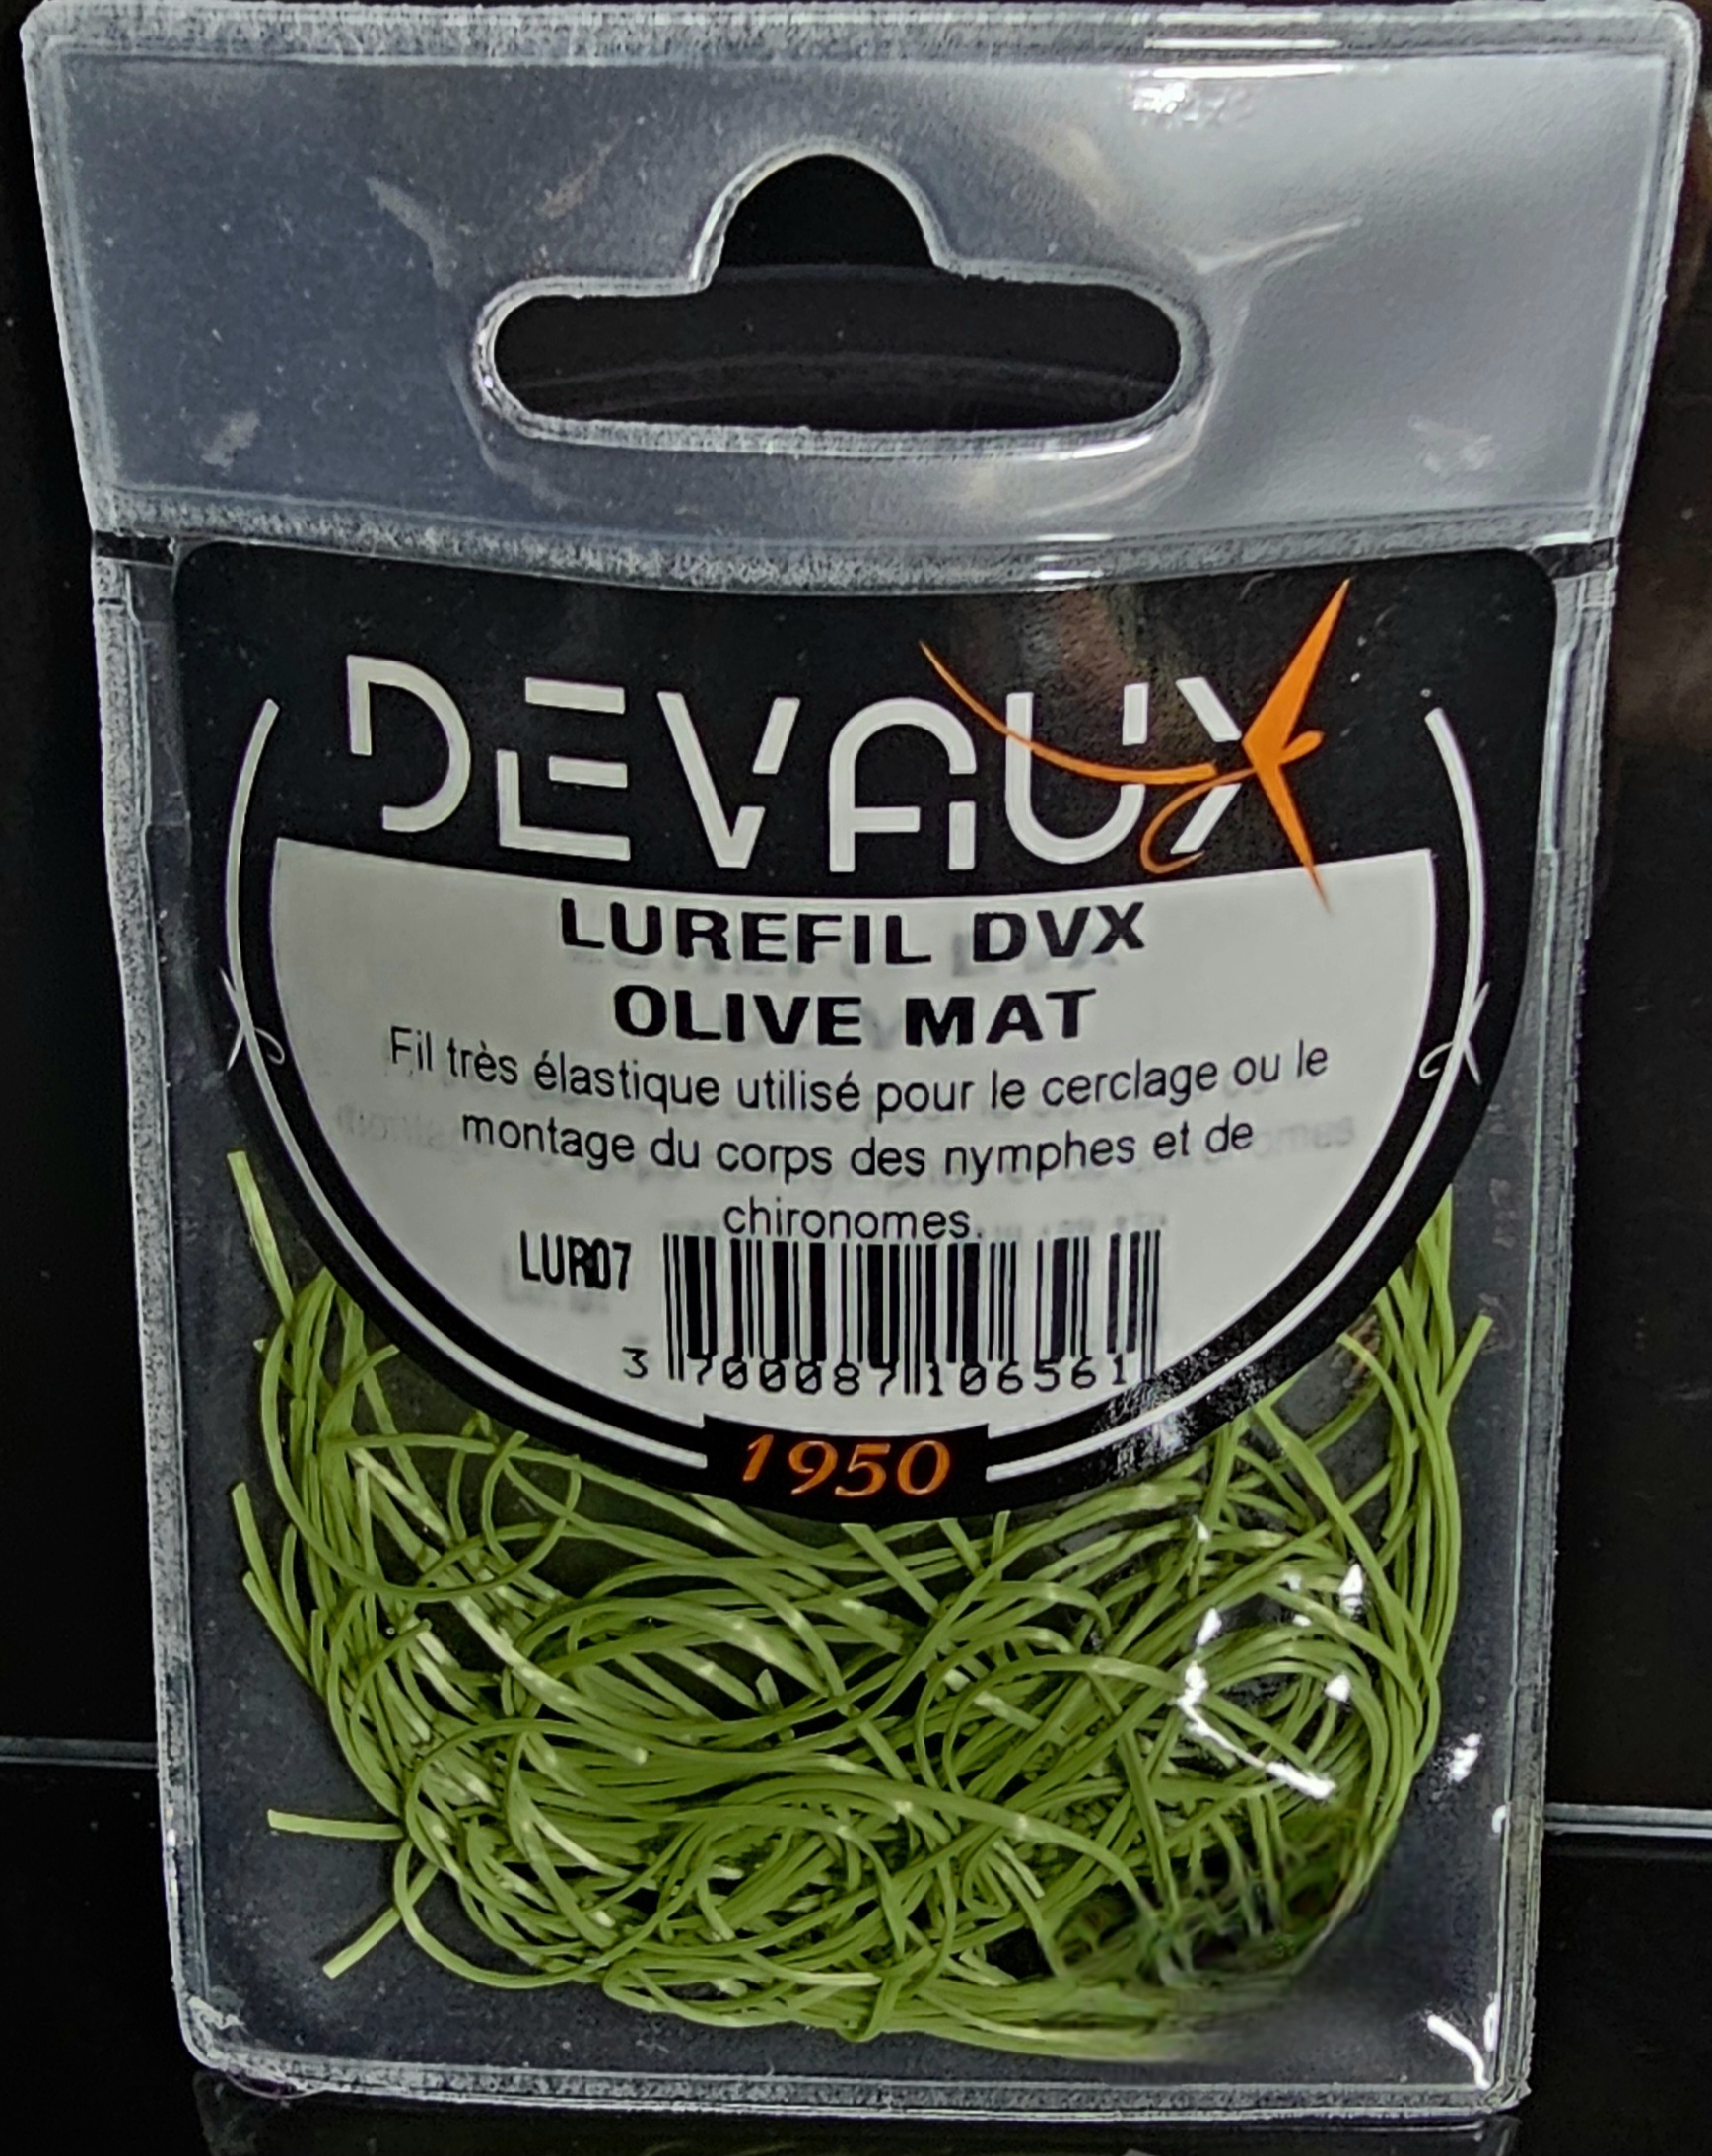 DEVAUX
LUREFIL DVX
OLIVE MAT
Fil très élastique utilisé pour le cerclage ou le
montage du corps des nymphes et de
chironomes.
LUR07
3 700087 106561
1950